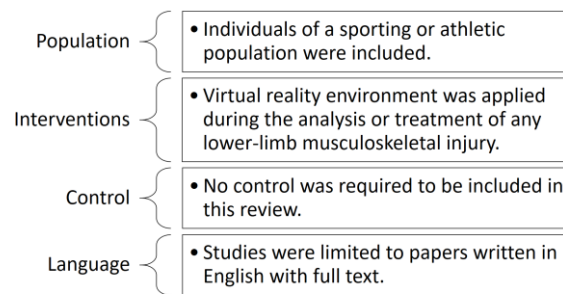 Population
• Individuals of a sporting or athletic
population were included.
Interventions
• Virtual reality environment was applied
during the analysis or treatment of any
lower-limb musculoskeletal injury.
Control
• No control was required to be included in
this review.
Language
• Studies were limited to papers written in
English with full text.